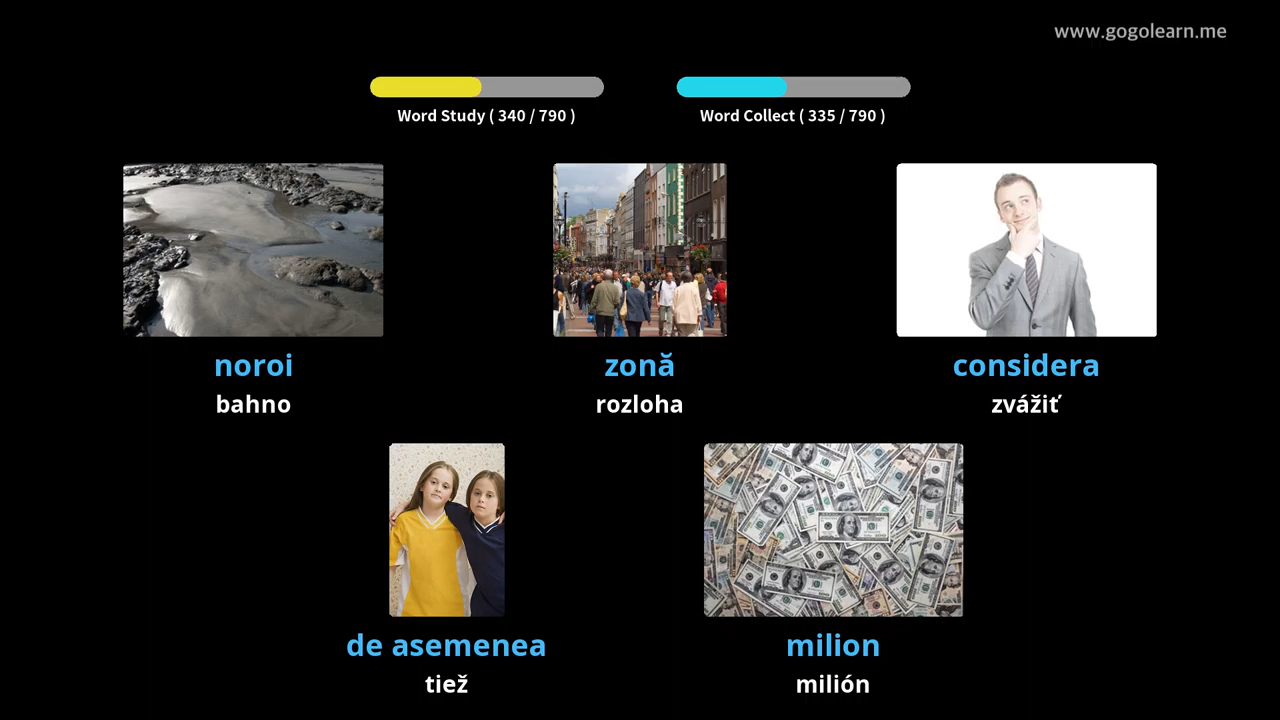 www.gogolearn.me
Word Study ( 340 / 790 )
Word Collect ( 335 / 790 )
noroi
bahno
zonă
rozloha
considera
zvážiť
de asemenea
tiež
milion
milión